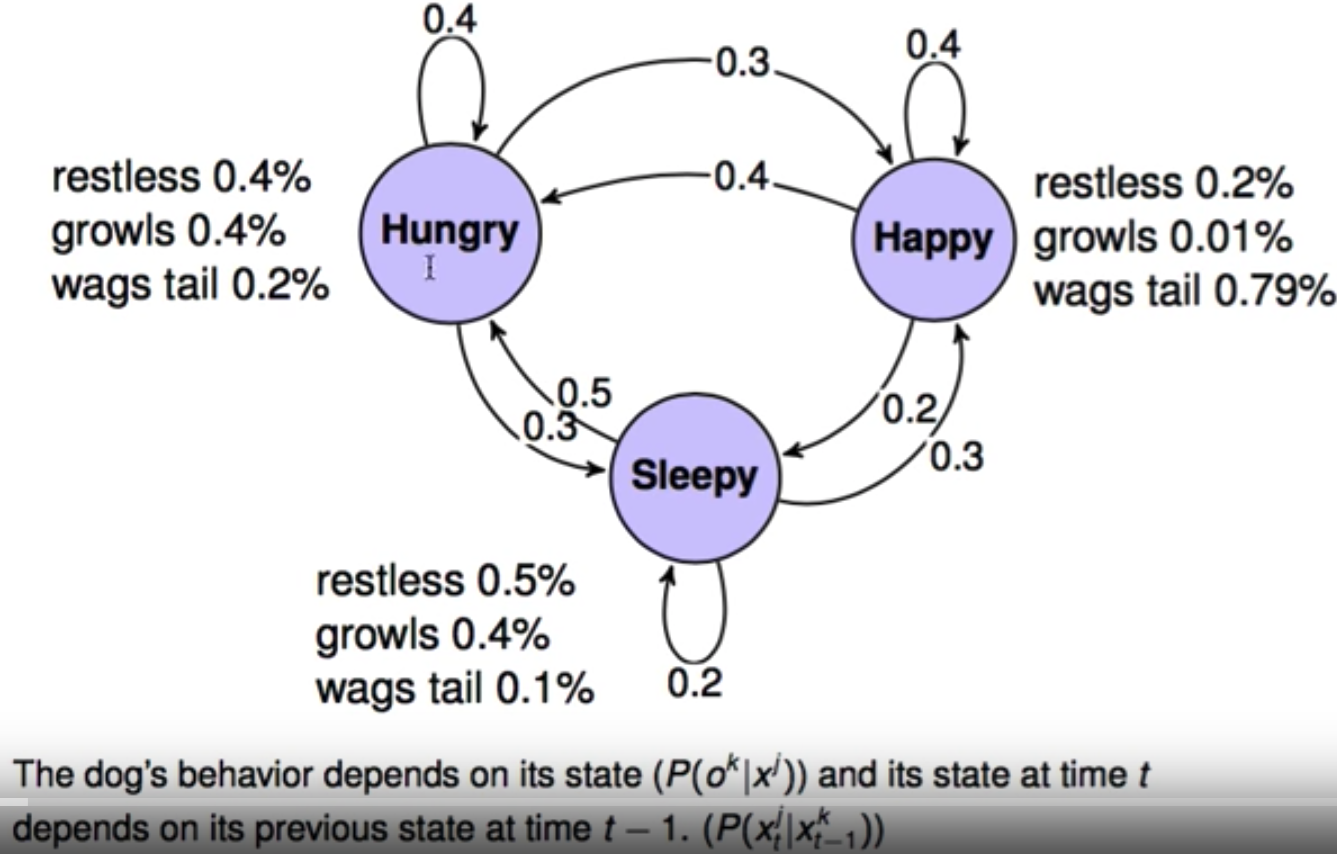 0.4
0.4
0.3
restless 0.4%
growls 0.4%
wags tail 0.2%
Hungry
0.4
Happy
restless 0.2%
growls 0.01%
wags tail 0.79%
0.5
0.3
0.2
0.3
Sleepy
restless 0.5%
growls 0.4%
wags tail 0.1%
0.2
The dog's behavior depends on its state (P(o^k|x^j)) and its state at time t
depends on its previous state at time t – 1. (P(x_t^j|x_{t–1}^k))